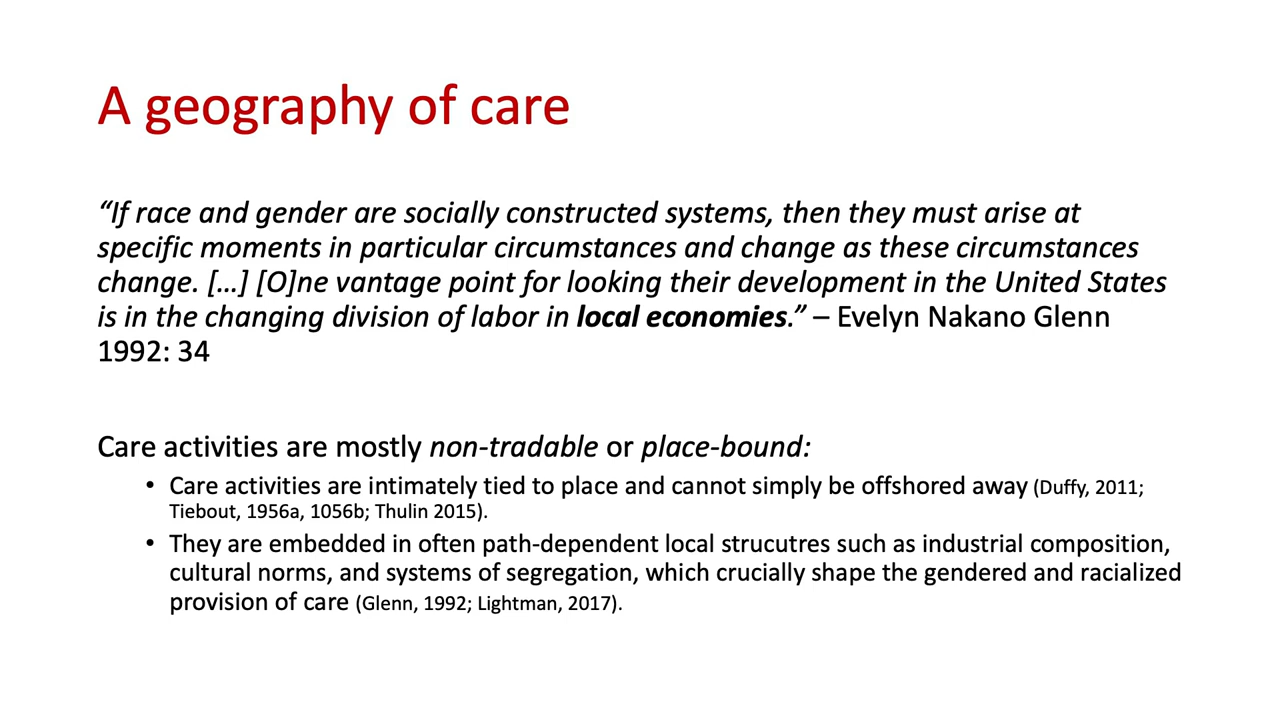 A geography of care
“If race and gender are socially constructed systems, then they must arise at
specific moments in particular circumstances and change as these circumstances
change. […] [O]ne vantage point for looking their development in the United States
is in the changing division of labor in local economies.” – Evelyn Nakano Glenn
1992: 34
Care activities are mostly non-tradable or place-bound:
• Care activities are intimately tied to place and cannot simply be offshored away (Duffy, 2011;
Tiebout, 1956a, 1056b; Thulin 2015).
• They are embedded in often path-dependent local strucutres such as industrial composition,
cultural norms, and systems of segregation, which crucially shape the gendered and racialized
provision of care (Glenn, 1992; Lightman, 2017).